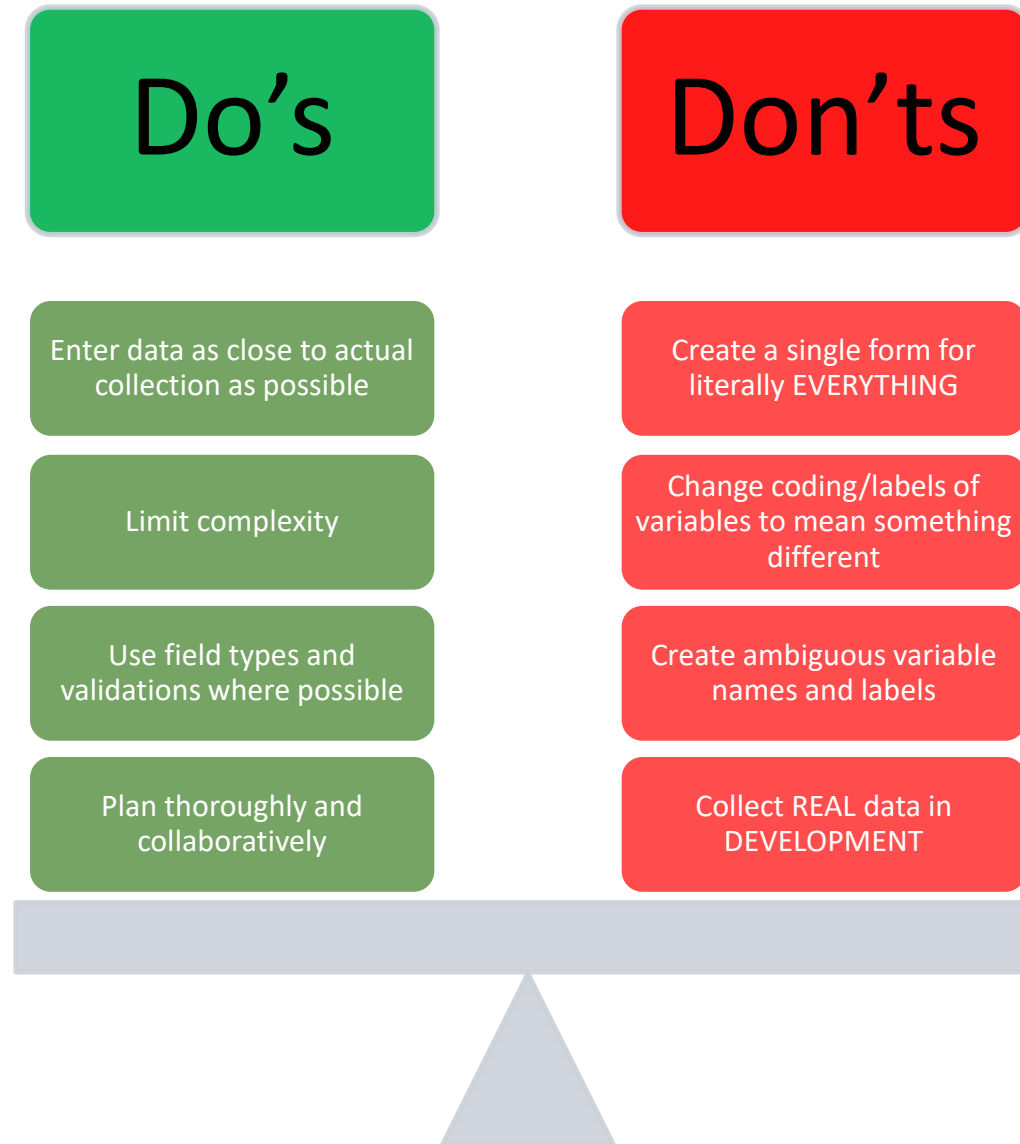 Do’s
Enter data as close to actual
collection as possible
Limit complexity
Use field types and
validations where possible
Plan thoroughly and
collaboratively
Don’ts
Create a single form for
literally EVERYTHING
Change coding/labels of
variables to mean something
different
Create ambiguous variable
names and labels
Collect REAL data in
DEVELOPMENT